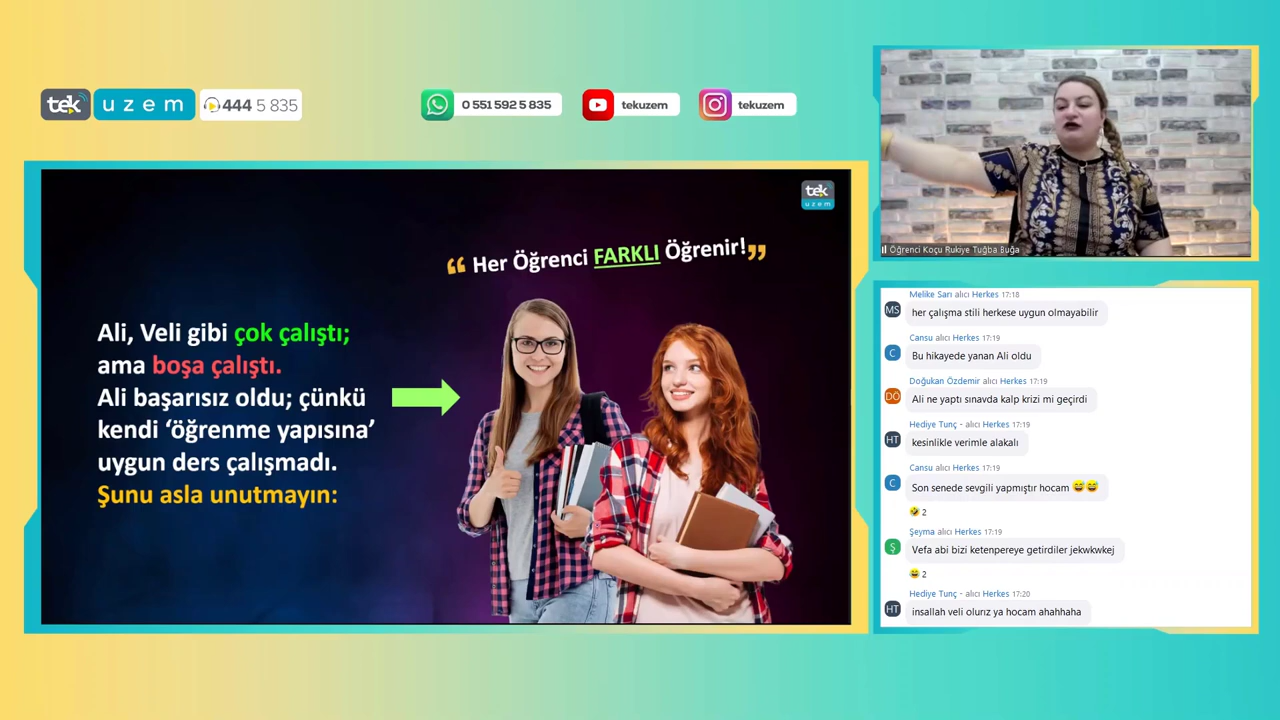 tek uzem 444 5 835
0 551 592 5 835
tekuzem
tekuzem
tek
uzem
“ Her Öğrenci FARKLI Öğrenir!”
Ali, Veli gibi çok çalıştı;
ama boşa çalıştı.
Ali başarısız oldu; çünkü
kendi ‘öğrenme yapısına’
uygun ders çalışmadı.
Şunu asla unutmayın:
Öğrenci Koçu Rukiye Tuğba Buğa
Melike Sarı alıcı Herkes 17:18
MS
her çalışma stili herkese uygun olmayabilir
Cansu alıcı Herkes 17:19
C
Bu hikayede yanan Ali oldu
Doğukan Özdemir alıcı Herkes 17:19
DÖ
Ali ne yaptı sınavda kalp krizi mi geçirdi
Hediye Tunç - alıcı Herkes 17:19
HT
kesinlikle verimle alakalı
Cansu alıcı Herkes 17:19
C
Son senede sevgili yapmıştır hocam 😅😅
🤣 2
Şeyma alıcı Herkes 17:19
Ş
Vefa abi bizi ketenpereye getirdiler jekwkwkej
😄 2
Hediye Tunç - alıcı Herkes 17:20
HT
insallah veli olurız ya hocam ahahhaha